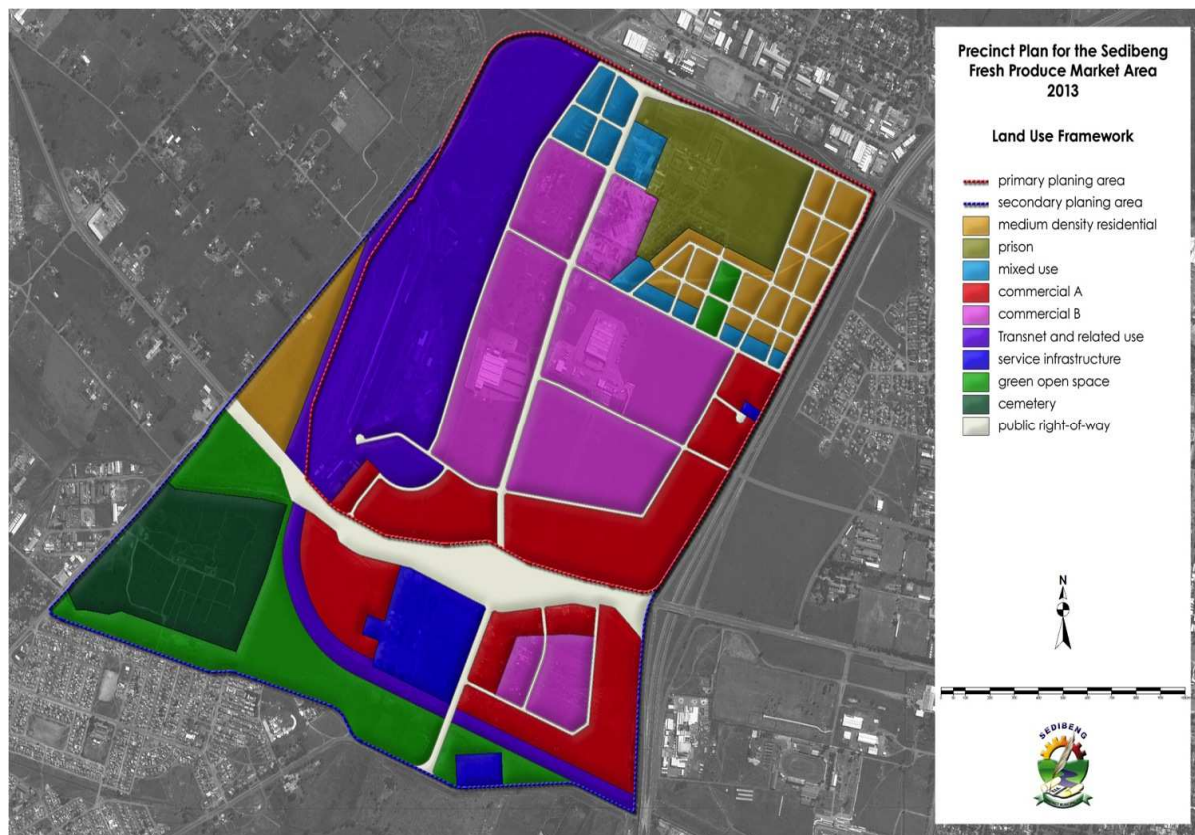 Precinct Plan for the Sedibeng
Fresh Produce Market Area
2013
Land Use Framework
primary planing area
secondary planing area
medium density residential
prison
mixed use
commercial A
commercial B
Transnet and related use
service infrastructure
green open space
cemetery
public right-of-way
N
SEDIBENG